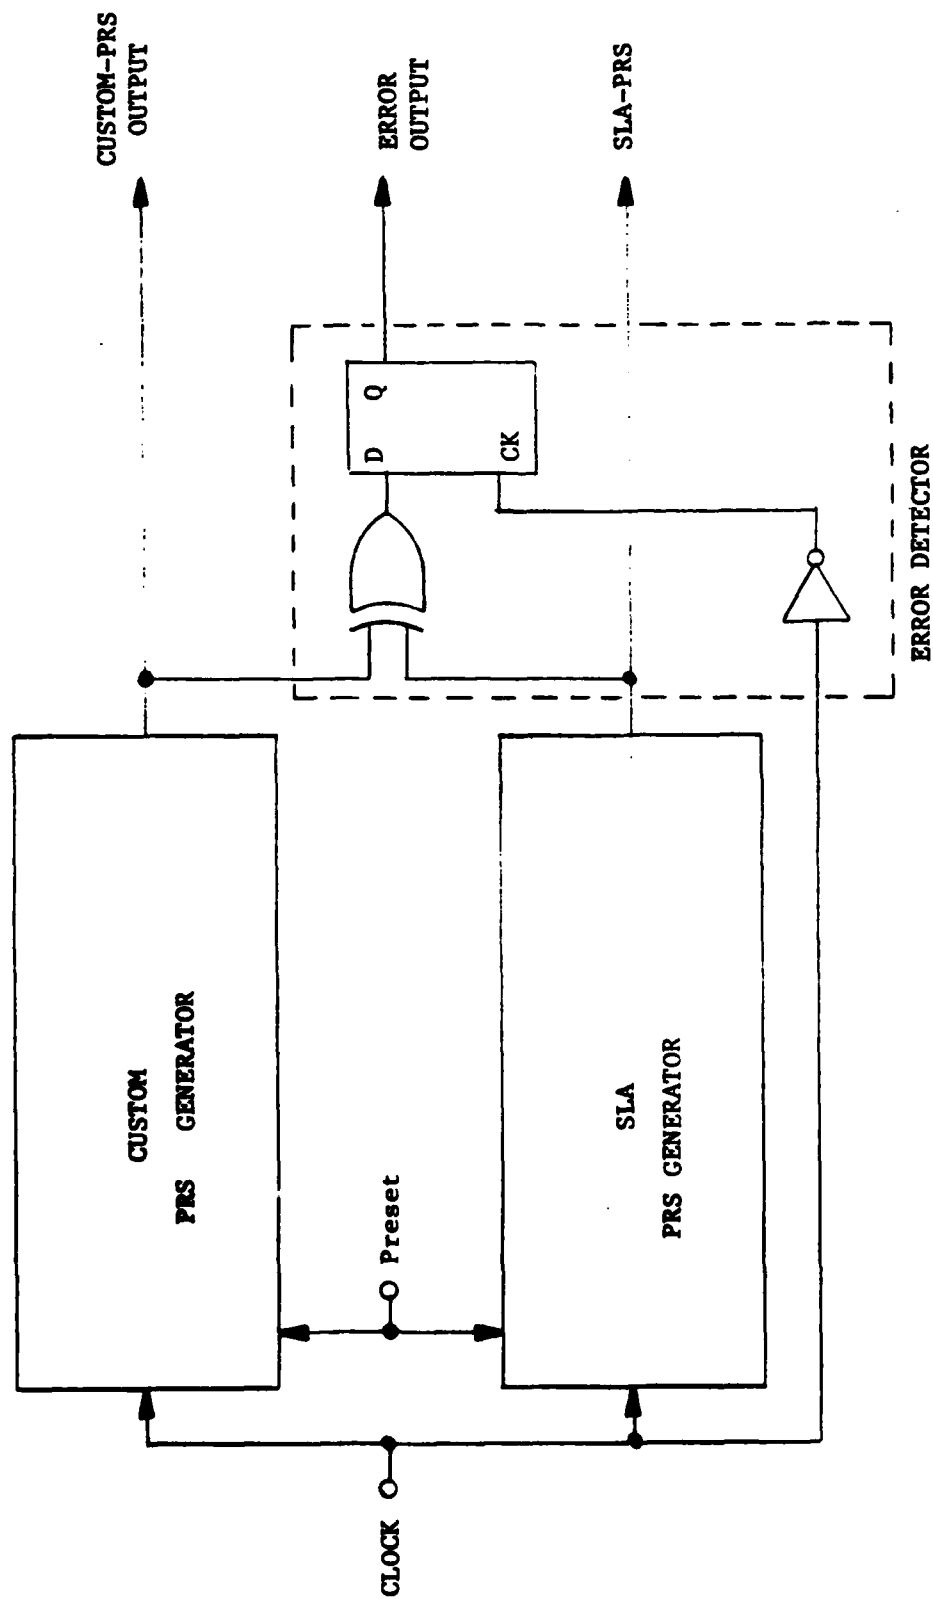 CUSTOM-PRS
OUTPUT
ERROR
OUTPUT
SLA-PRS
D
Q
CK
ERROR DETECTOR
CUSTOM
PRS GENERATOR
Preset
SLA
PRS GENERATOR
CLOCK